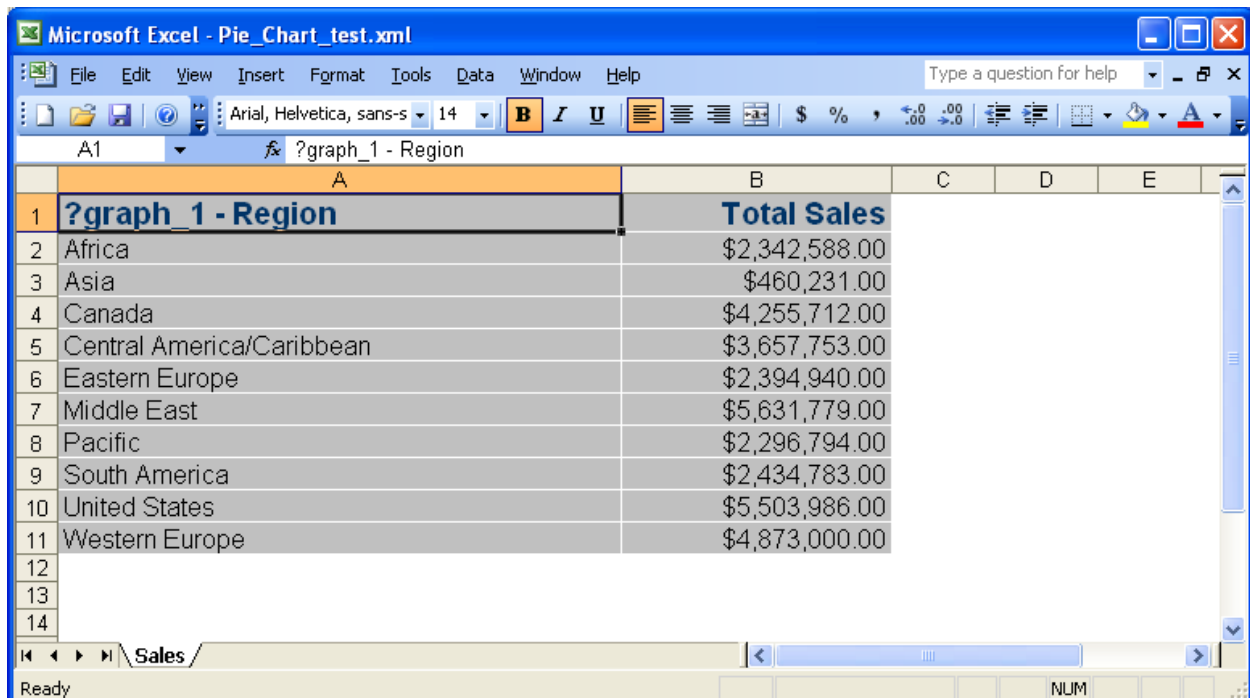 Microsoft Excel - Pie_Chart_test.xml
File Edit View Insert Format Tools Data Window Help Type a question for help
Arial, Helvetica, sans-s 14 B I U $ % ,
A1 fx ?graph_1 - Region
A B C D E
1 ?graph_1 - Region Total Sales
2 Africa $2,342,588.00
3 Asia $460,231.00
4 Canada $4,255,712.00
5 Central America/Caribbean $3,657,753.00
6 Eastern Europe $2,394,940.00
7 Middle East $5,631,779.00
8 Pacific $2,296,794.00
9 South America $2,434,783.00
10 United States $5,503,986.00
11 Western Europe $4,873,000.00
12
13
14
Sales
Ready NUM